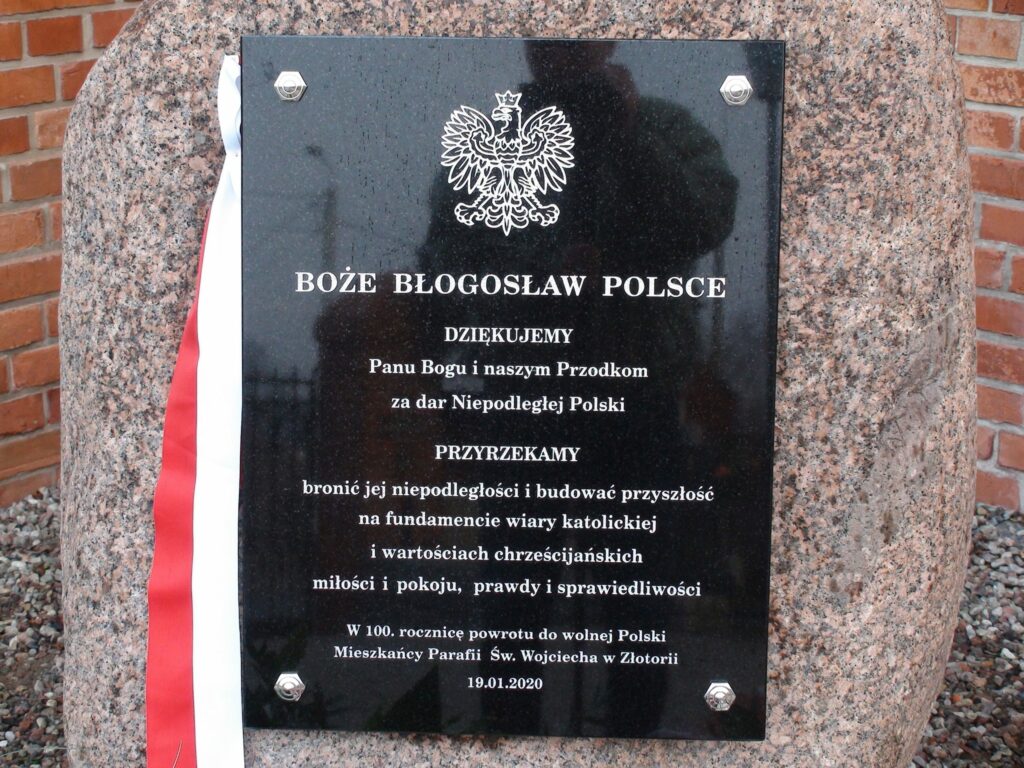 BOŻE BŁOGOSŁAW POLSCE
DZIĘKUJEMY
Panu Bogu i naszym Przodkom
za dar Niepodległej Polski
PRZYRZEKAMY
bronić jej niepodległości i budować przyszłość
na fundamencie wiary katolickiej
i wartościach chrześcijańskich
miłości i pokoju, prawdy i sprawiedliwości
W 100. rocznicę powrotu do wolnej Polski
Mieszkańcy Parafii Św. Wojciecha w Złotorii
19.01.2020